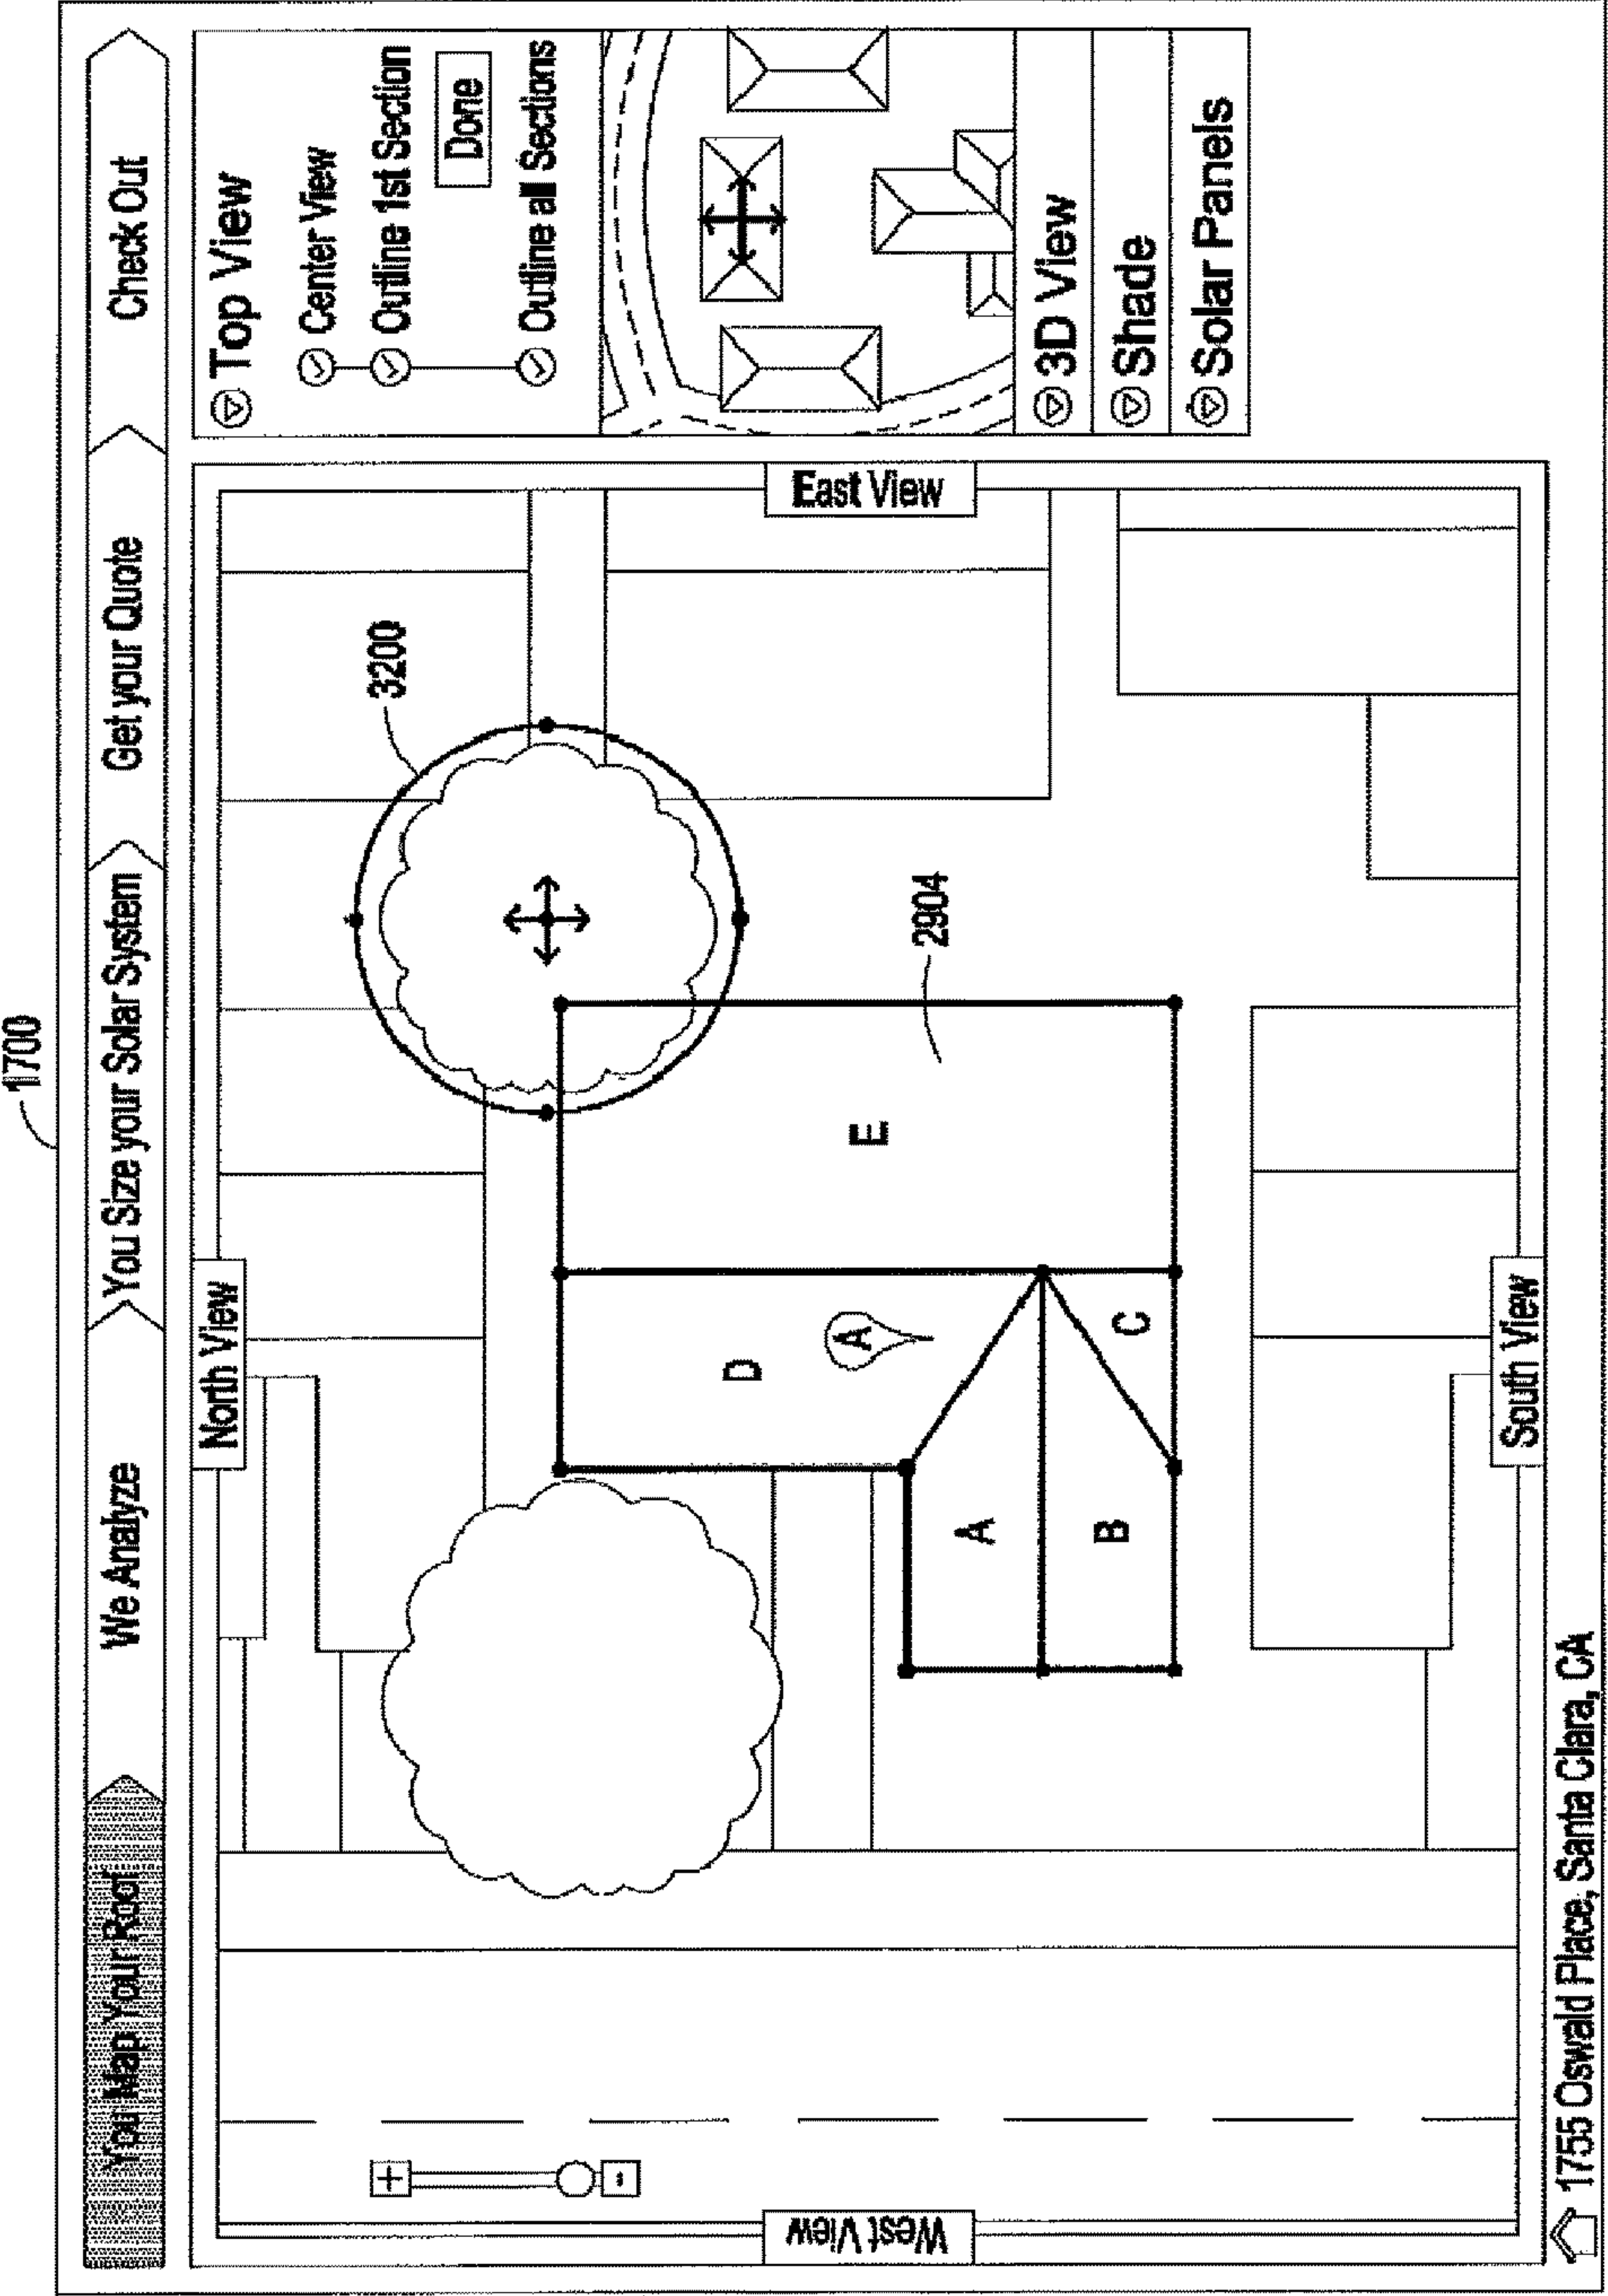 1700
You Map Your Roof
We Analyze
You Size your Solar System
Get your Quote
Check Out
North View
West View
East View
South View
+
-
3200
2904
D
A
E
A
B
C
Top View
Center View
Outline 1st Section
Done
Outline all Sections
3D View
Shade
Solar Panels
1755 Oswald Place, Santa Clara, CA